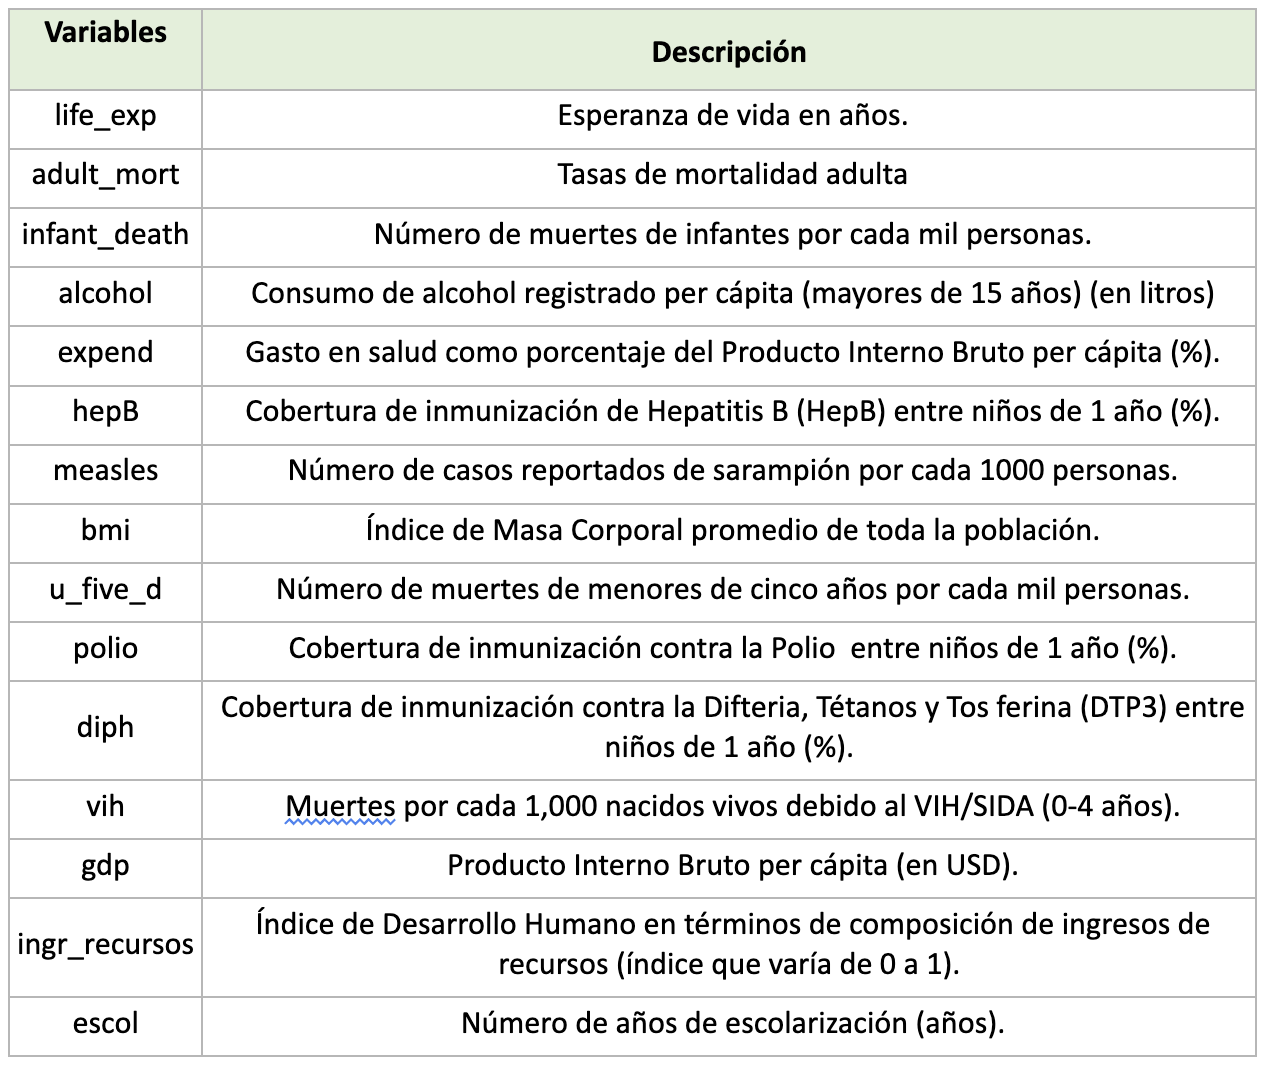 Variables
Descripción
life_exp
Esperanza de vida en años.
adult_mort
Tasas de mortalidad adulta
infant_death
Número de muertes de infantes por cada mil personas.
alcohol
Consumo de alcohol registrado per cápita (mayores de 15 años) (en litros)
expend
Gasto en salud como porcentaje del Producto Interno Bruto per cápita (%).
hepB
Cobertura de inmunización de Hepatitis B (HepB) entre niños de 1 año (%).
measles
Número de casos reportados de sarampión por cada 1000 personas.
bmi
Índice de Masa Corporal promedio de toda la población.
u_five_d
Número de muertes de menores de cinco años por cada mil personas.
polio
Cobertura de inmunización contra la Polio  entre niños de 1 año (%).
diph
Cobertura de inmunización contra la Difteria, Tétanos y Tos ferina (DTP3) entre
niños de 1 año (%).
vih
Muertes por cada 1,000 nacidos vivos debido al VIH/SIDA (0-4 años).
gdp
Producto Interno Bruto per cápita (en USD).
ingr_recursos
Índice de Desarrollo Humano en términos de composición de ingresos de
recursos (índice que varía de 0 a 1).
escol
Número de años de escolarización (años).